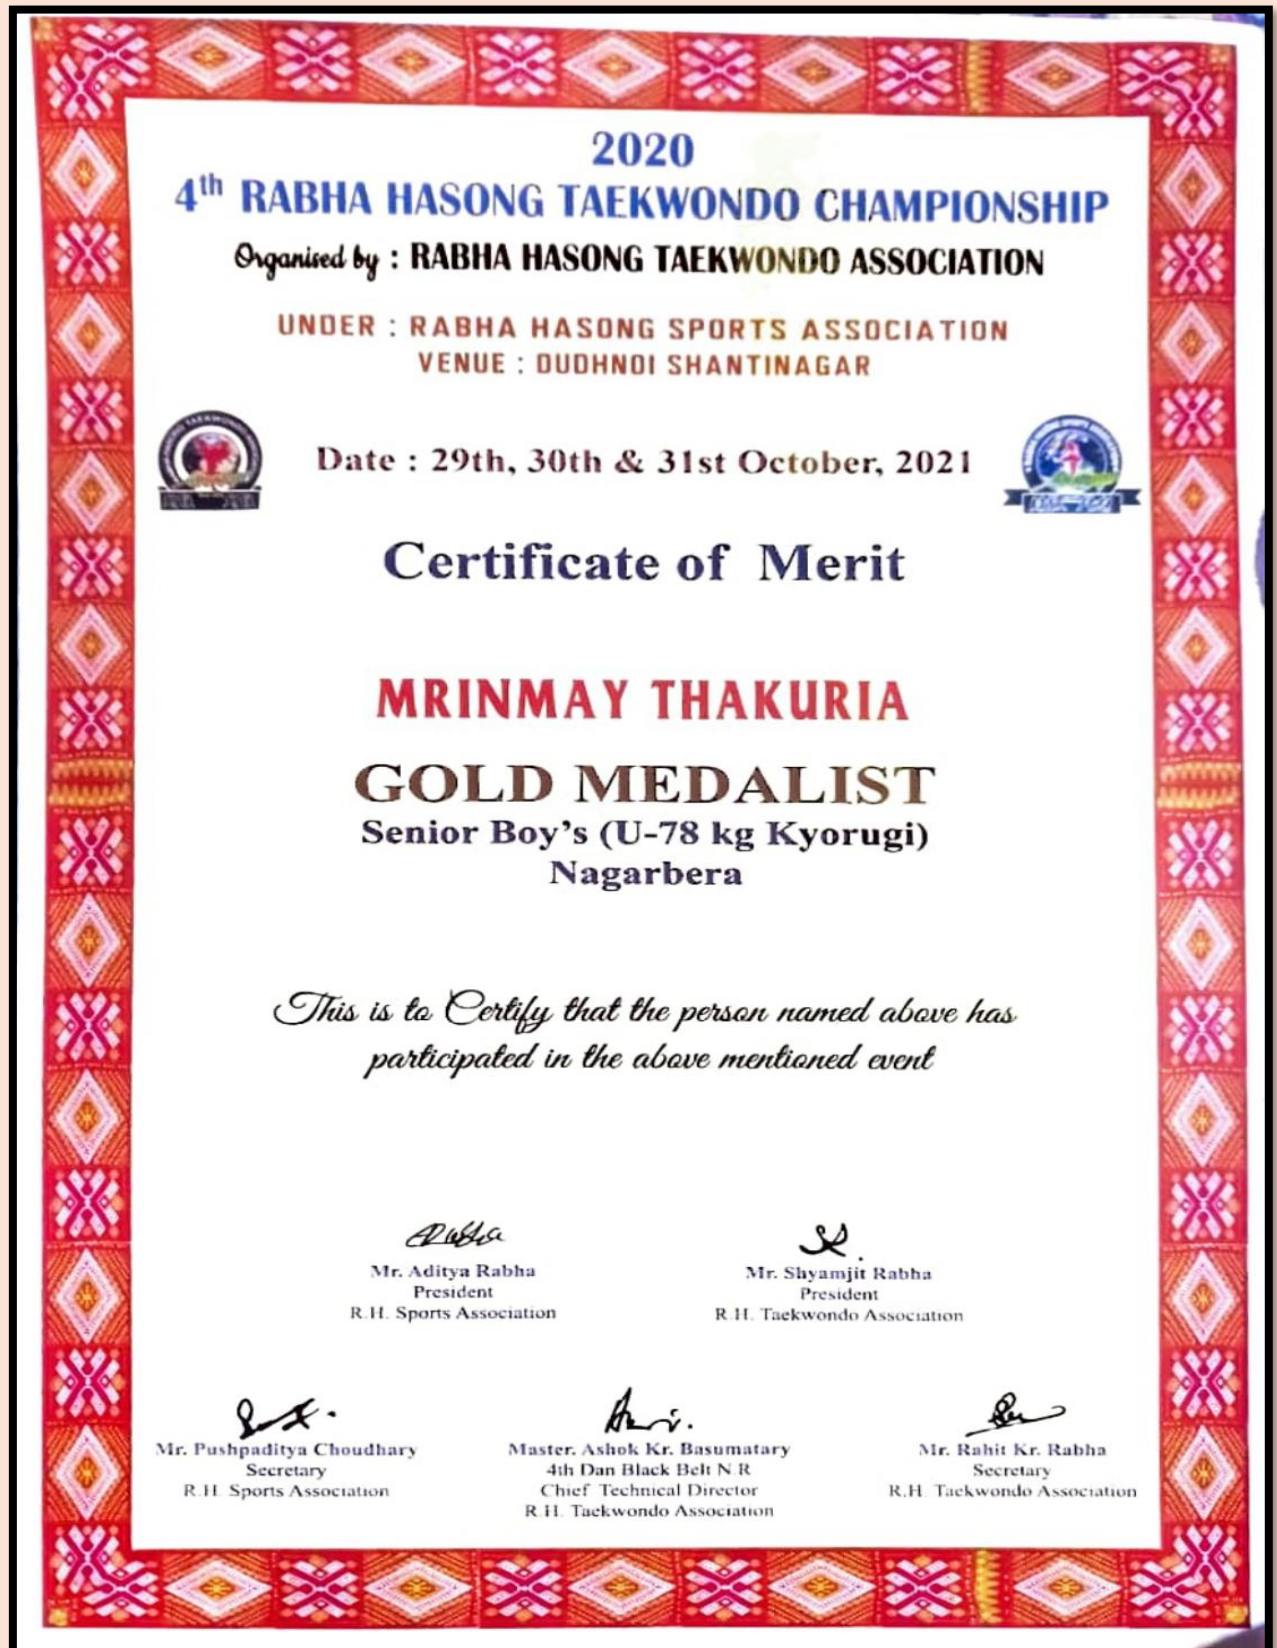 2020
4th RABHA HASONG TAEKWONDO CHAMPIONSHIP
Organised by : RABHA HASONG TAEKWONDO ASSOCIATION
UNDER : RABHA HASONG SPORTS ASSOCIATION
VENUE : DUDHNOI SHANTINAGAR
Date : 29th, 30th & 31st October, 2021
Certificate of Merit
MRINMAY THAKURIA
GOLD MEDALIST
Senior Boy's (U-78 kg Kyorugi)
Nagarbera
This is to Certify that the person named above has
participated in the above mentioned event
Mr. Aditya Rabha
President
R.H. Sports Association
Mr. Shyamjit Rabha
President
R.H. Taekwondo Association
Mr. Pushpaditya Choudhary
Secretary
R.H. Sports Association
Master. Ashok Kr. Basumatary
4th Dan Black Belt N.R
Chief Technical Director
R.H. Taekwondo Association
Mr. Rahit Kr. Rabha
Secretary
R.H. Taekwondo Association